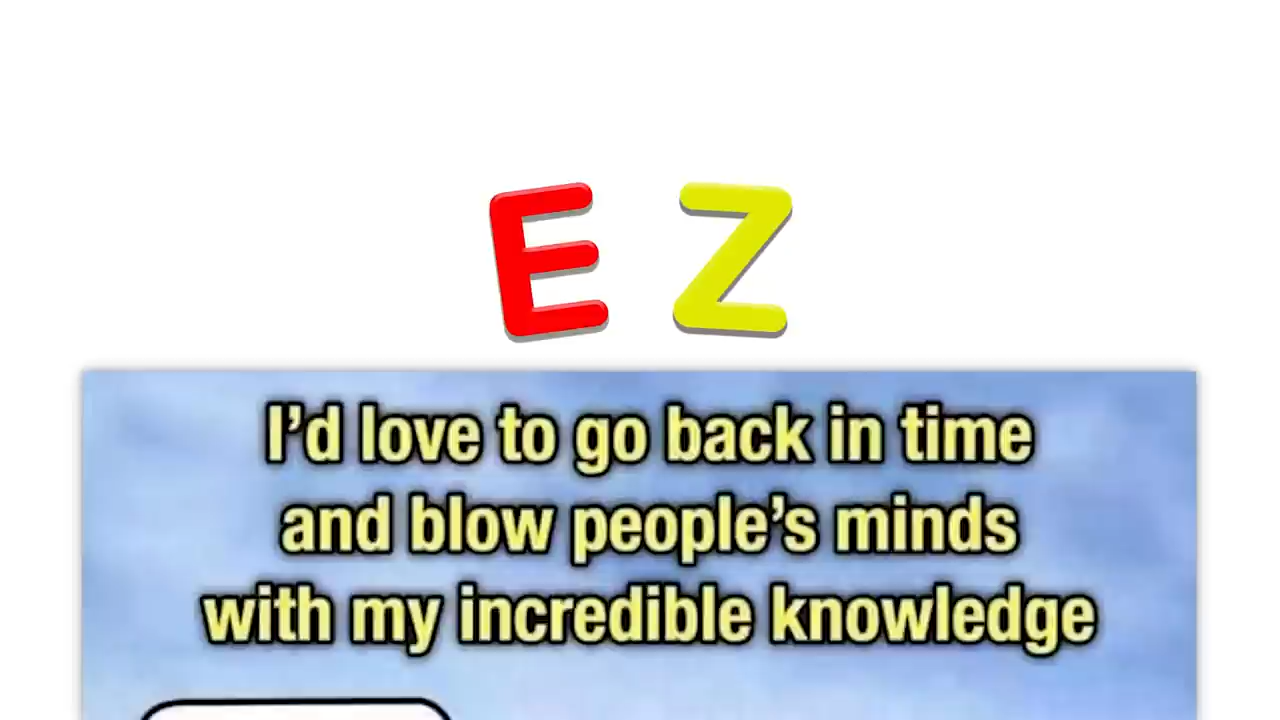 E Z
I’d love to go back in time
and blow people’s minds
with my incredible knowledge